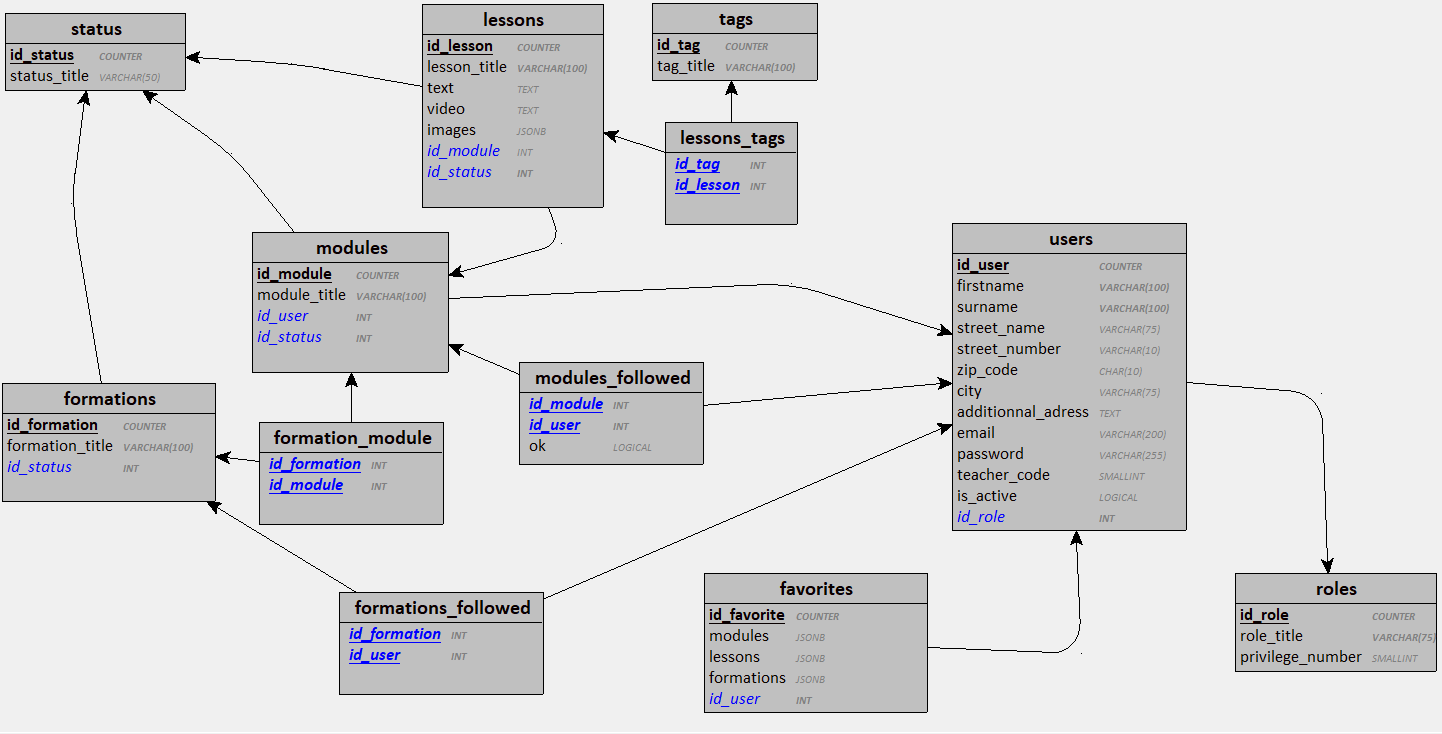 status
id_status COUNTER
status_title VARCHAR(50)
lessons
id_lesson COUNTER
lesson_title VARCHAR(100)
text TEXT
video TEXT
images JSONB
id_module INT
id_status INT
tags
id_tag COUNTER
tag_title VARCHAR(100)
lessons_tags
id_tag INT
id_lesson INT
modules
id_module COUNTER
module_title VARCHAR(100)
id_user INT
id_status INT
users
id_user COUNTER
firstname VARCHAR(100)
surname VARCHAR(100)
street_name VARCHAR(75)
street_number VARCHAR(10)
zip_code CHAR(10)
city VARCHAR(75)
additionnal_adress TEXT
email VARCHAR(200)
password VARCHAR(255)
teacher_code SMALLINT
is_active LOGICAL
id_role INT
formations
id_formation COUNTER
formation_title VARCHAR(100)
id_status INT
formation_module
id_formation INT
id_module INT
modules_followed
id_module INT
id_user INT
ok LOGICAL
formations_followed
id_formation INT
id_user INT
favorites
id_favorite COUNTER
modules JSONB
lessons JSONB
formations JSONB
id_user INT
roles
id_role COUNTER
role_title VARCHAR(75)
privilege_number SMALLINT